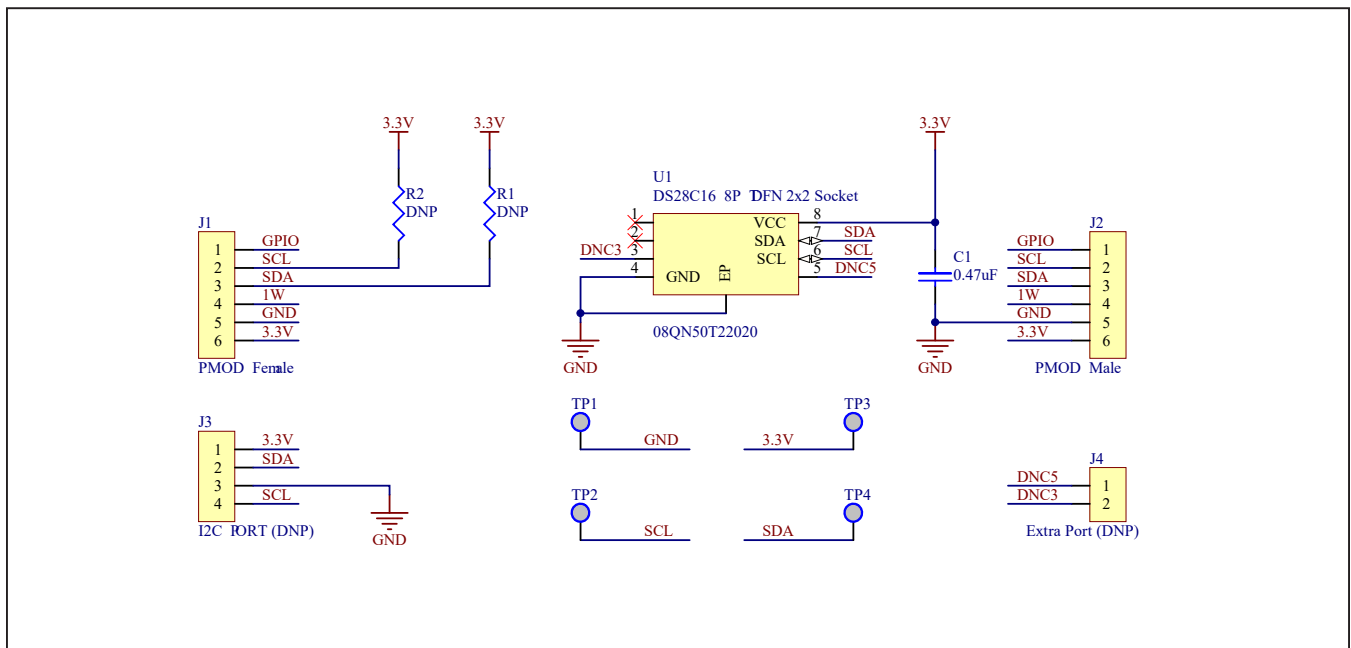 3.3V
3.3V
3.3V
R2
DNP
R1
DNP
U1
DS28C16 8P TDFN 2x2 Socket
J1
1 GPIO
2 SCL
3 SDA
4 1W
5 GND
6 3.3V
PMOD Female
1
2
DNC3 3
4 GND
EP
VCC 8
SDA 7 SDA
SCL 6 SCL
5 DNC5
08QN50T22020
GND
C1
0.47uF
GND
J2
GPIO 1
SCL 2
SDA 3
1W 4
GND 5
3.3V 6
PMOD Male
J3
1 3.3V
2 SDA
3
4 SCL
I2C PORT (DNP)
GND
TP1
GND
TP3
3.3V
TP2
SCL
TP4
SDA
J4
DNC5 1
DNC3 2
Extra Port (DNP)